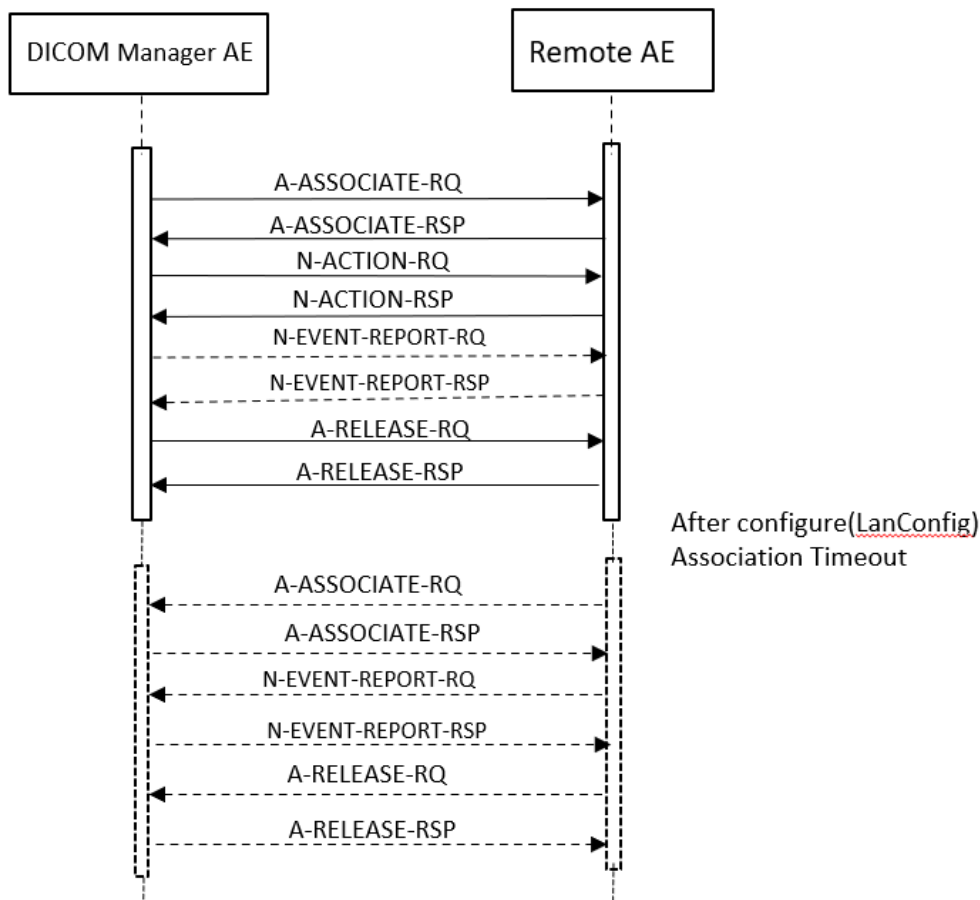 DICOM Manager AE
Remote AE
A-ASSOCIATE-RQ
A-ASSOCIATE-RSP
N-ACTION-RQ
N-ACTION-RSP
N-EVENT-REPORT-RQ
N-EVENT-REPORT-RSP
A-RELEASE-RQ
A-RELEASE-RSP
After configure(LanConfig)
Association Timeout
A-ASSOCIATE-RQ
A-ASSOCIATE-RSP
N-EVENT-REPORT-RQ
N-EVENT-REPORT-RSP
A-RELEASE-RQ
A-RELEASE-RSP